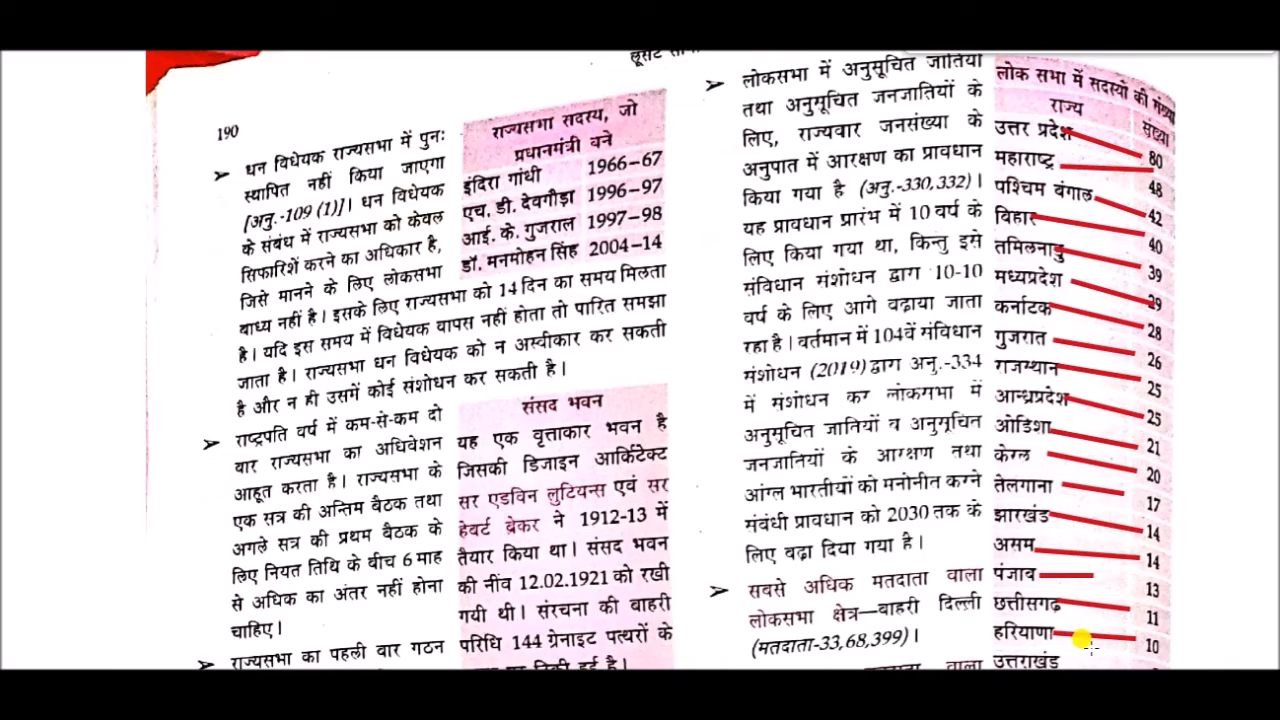 लूसेंट सामा
190
➤ धन विधेयक राज्यसभा में पुनः
स्थापित नहीं किया जाएगा
[अनु.-109 (1)]। धन विधेयक
के संबंध में राज्यसभा को केवल
सिफारिशें करने का अधिकार है,
जिसे मानने के लिए लोकसभा
बाध्य नहीं है। इसके लिए राज्यसभा को 14 दिन का समय मिलता
है। यदि इस समय में विधेयक वापस नहीं होता तो पारित समझा
जाता है। राज्यसभा धन विधेयक को न अस्वीकार कर सकती
है और न ही उसमें कोई संशोधन कर सकती है।
राज्यसभा सदस्य, जो
प्रधानमंत्री बने
इंदिरा गांधी 1966-67
एच. डी. देवगौड़ा 1996-97
आई. के. गुजराल 1997-98
डॉ. मनमोहन सिंह 2004-14
➤ राष्ट्रपति वर्ष में कम-से-कम दो
बार राज्यसभा का अधिवेशन
आहूत करता है। राज्यसभा के
एक सत्र की अन्तिम बैठक तथा
अगले सत्र की प्रथम बैठक के
लिए नियत तिथि के बीच 6 माह
से अधिक का अंतर नहीं होना
चाहिए।
➤ राज्यसभा का पहली बार गठन
संसद भवन
यह एक वृत्ताकार भवन है
जिसकी डिजाइन आर्किटेक्ट
सर एडविन लुटियन्स एवं सर
हेबर्ट ब्रेकर ने 1912-13 में
तैयार किया था। संसद भवन
की नींव 12.02.1921 को रखी
गयी थी। संरचना की बाहरी
परिधि 144 ग्रेनाइट पत्थरों के
टिकी हुई है।
➤ लोकसभा में अनुसूचित जातियों
तथा अनुसूचित जनजातियों के
लिए, राज्यवार जनसंख्या के
अनुपात में आरक्षण का प्रावधान
किया गया है (अनु.-330,332)।
यह प्रावधान प्रारंभ में 10 वर्ष के
लिए किया गया था, किन्तु इसे
संविधान संशोधन द्वारा 10-10
वर्ष के लिए आगे बढ़ाया जाता
रहा है। वर्तमान में 104वें संविधान
संशोधन (2019) द्वारा अनु.-334
में संशोधन कर लोकसभा में
अनुसूचित जातियों व अनुसूचित
जनजातियों के आरक्षण तथा
आंग्ल भारतीयों को मनोनीत करने
संबंधी प्रावधान को 2030 तक के
लिए बढ़ा दिया गया है।
➤ सबसे अधिक मतदाता वाला
लोकसभा क्षेत्र—बाहरी दिल्ली
(मतदाता-33,68,399)।
वाला
लोक सभा में सदस्यों की संख्या
राज्य संख्या
उत्तर प्रदेश 80
महाराष्ट्र 48
पश्चिम बंगाल 42
बिहार 40
तमिलनाडु 39
मध्यप्रदेश 29
कर्नाटक 28
गुजरात 26
राजस्थान 25
आन्ध्रप्रदेश 25
ओडिशा 21
केरल 20
तेलंगाना 17
झारखंड 14
असम 14
पंजाब 13
छत्तीसगढ़ 11
हरियाणा 10
उत्तराखंड